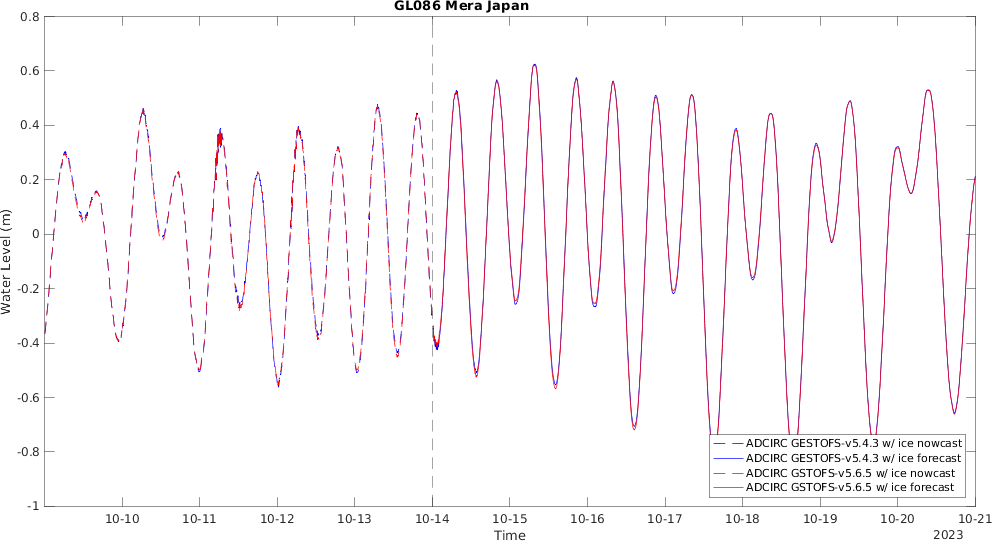 GL086 Mera Japan
0.8
0.6
0.4
0.2
0
-0.2
-0.4
-0.6
-0.8
-1
Water Level (m)
ADCIRC GESTOFS-v5.4.3 w/ ice nowcast
ADCIRC GESTOFS-v5.4.3 w/ ice forecast
ADCIRC GSTOFS-v5.6.5 w/ ice nowcast
ADCIRC GSTOFS-v5.6.5 w/ ice forecast
10-10 10-11 10-12 10-13 10-14 10-15 10-16 10-17 10-18 10-19 10-20 10-21
Time
2023